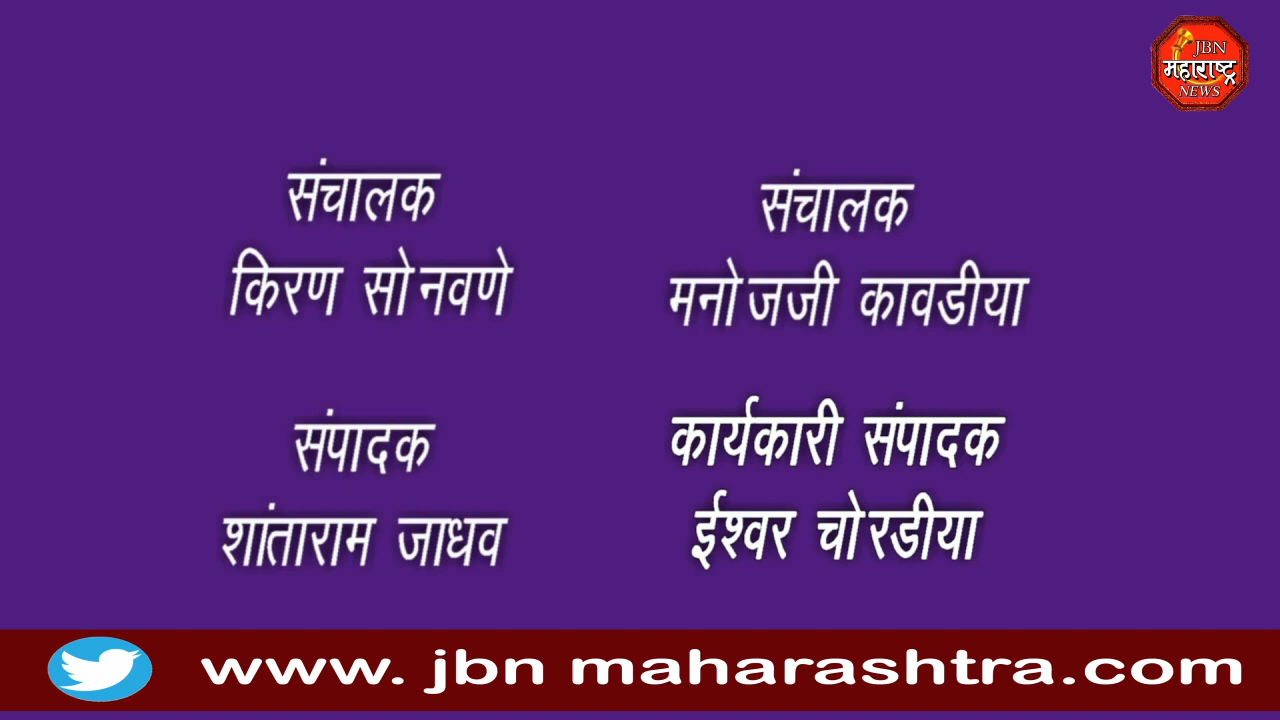 JBN
महाराष्ट्र
NEWS
संचालक
किरण सोनवणे
संचालक
मनोजजी कावडीया
संपादक
शांताराम जाधव
कार्यकारी संपादक
ईश्वर चोरडीया
www. jbn maharashtra.com